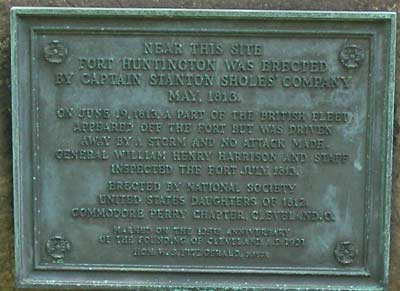 NEAR THIS SITE
FORT HUNTINGTON WAS ERECTED
BY CAPTAIN STANTON SHOLES' COMPANY
MAY, 1813.
ON JUNE 19, 1813, A PART OF THE BRITISH FLEET
APPEARED OFF THE FORT BUT WAS DRIVEN
AWAY BY A STORM AND NO ATTACK MADE.
GENERAL WILLIAM HENRY HARRISON AND STAFF
INSPECTED THE FORT JULY, 1813.
ERECTED BY NATIONAL SOCIETY
UNITED STATES DAUGHTERS OF 1812,
COMMODORE PERRY CHAPTER, CLEVELAND, O.
MARKED ON THE 125TH ANNIVERSARY
OF THE FOUNDING OF CLEVELAND A.D. 1921
HON. W. S. FITZGERALD,